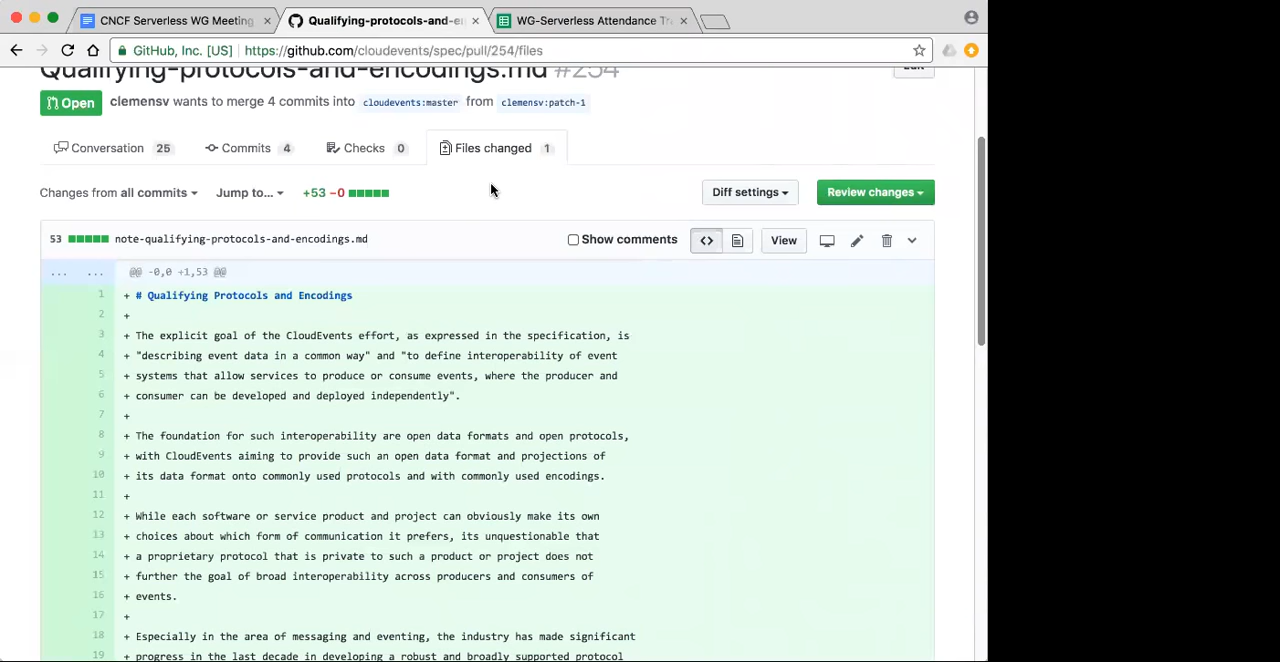 CNCF Serverless WG Meeting
Qualifying-protocols-and-en
WG-Serverless Attendance Tr
GitHub, Inc. [US] https://github.com/cloudevents/spec/pull/254/files
Qualifying-protocols-and-encodings.md #254
Edit
Open clemensv wants to merge 4 commits into cloudevents:master from clemensv:patch-1
Conversation 25 Commits 4 Checks 0 Files changed 1
Changes from all commits Jump to... +53 −0 Diff settings Review changes
53 note-qualifying-protocols-and-encodings.md Show comments <> View
... ... @@ -0,0 +1,53 @@
1 + # Qualifying Protocols and Encodings
2 +
3 + The explicit goal of the CloudEvents effort, as expressed in the specification, is
4 + "describing event data in a common way" and "to define interoperability of event
5 + systems that allow services to produce or consume events, where the producer and
6 + consumer can be developed and deployed independently".
7 +
8 + The foundation for such interoperability are open data formats and open protocols,
9 + with CloudEvents aiming to provide such an open data format and projections of
10 + its data format onto commonly used protocols and with commonly used encodings.
11 +
12 + While each software or service product and project can obviously make its own
13 + choices about which form of communication it prefers, its unquestionable that
14 + a proprietary protocol that is private to such a product or project does not
15 + further the goal of broad interoperability across producers and consumers of
16 + events.
17 +
18 + Especially in the area of messaging and eventing, the industry has made significant
19 + progress in the last decade in developing a robust and broadly supported protocol